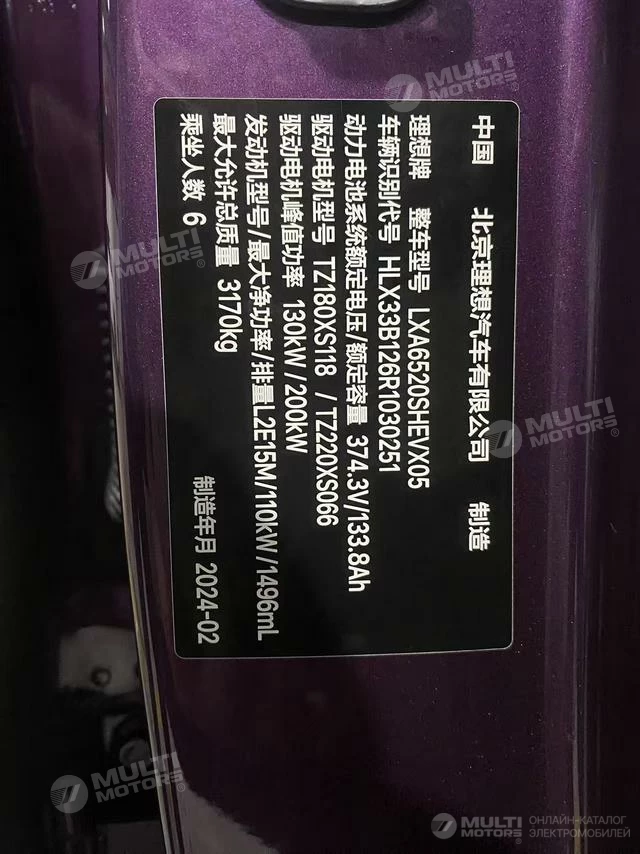 中国 北京理想汽车有限公司 制造
理想牌 整车型号 LXA6520SHEVX05
车辆识别代号 HLX33B126R1030251
动力电池系统额定电压/额定容量 374.3V/133.8Ah
驱动电机型号 TZ180XS118 / TZ220XS066
驱动电机峰值功率 130kW/200kW
发动机型号/最大净功率/排量L2E15M/110kW/1496mL
最大允许总质量 3170kg
乘坐人数 6 制造年月 2024-02
MULTI MOTORS®
MULTI MOTORS®
MULTI MOTORS®
MULTI MOTORS®
MULTI MOTORS® ОНЛАЙН-КАТАЛОГ ЭЛЕКТРОМОБИЛЕЙ